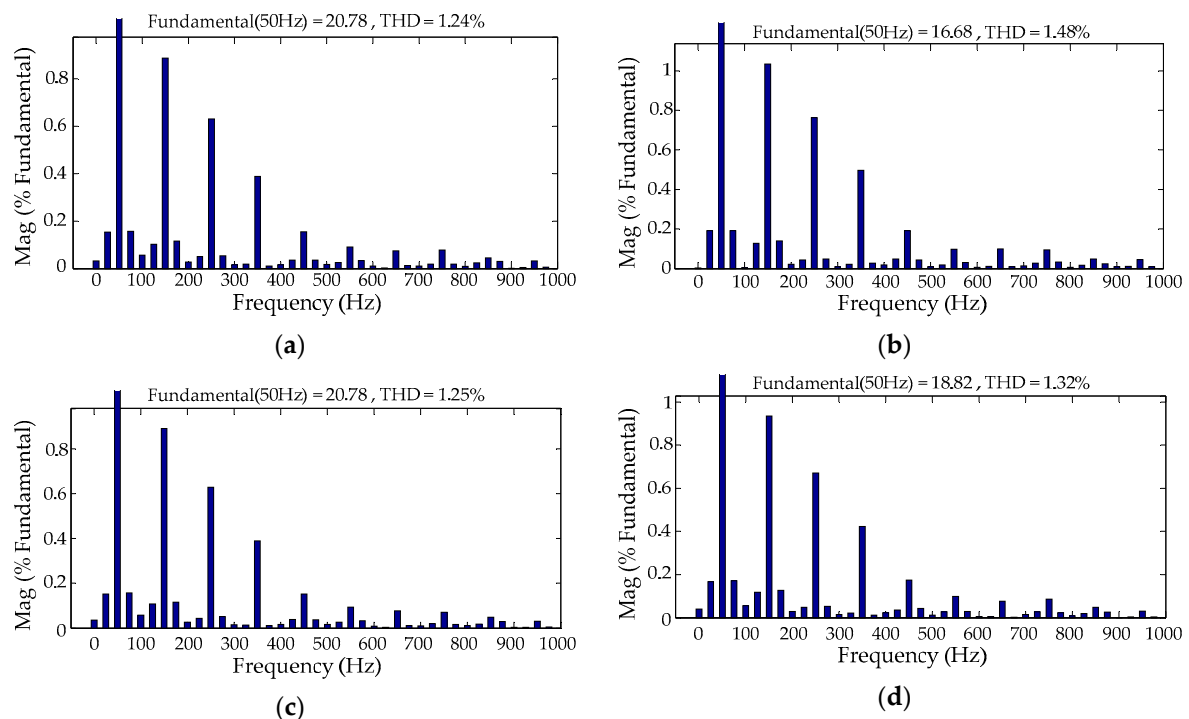 Fundamental(50Hz) = 20.78 , THD = 1.24%
Mag (% Fundamental)
0.8
0.6
0.4
0.2
0
0 100 200 300 400 500 600 700 800 900 1000
Frequency (Hz)
(a)
Fundamental(50Hz) = 16.68 , THD = 1.48%
Mag (% Fundamental)
1
0.8
0.6
0.4
0.2
0
0 100 200 300 400 500 600 700 800 900 1000
Frequency (Hz)
(b)
Fundamental(50Hz) = 20.78 , THD = 1.25%
Mag (% Fundamental)
0.8
0.6
0.4
0.2
0
0 100 200 300 400 500 600 700 800 900 1000
Frequency (Hz)
(c)
Fundamental(50Hz) = 18.82 , THD = 1.32%
Mag (% Fundamental)
1
0.8
0.6
0.4
0.2
0
0 100 200 300 400 500 600 700 800 900 1000
Frequency (Hz)
(d)